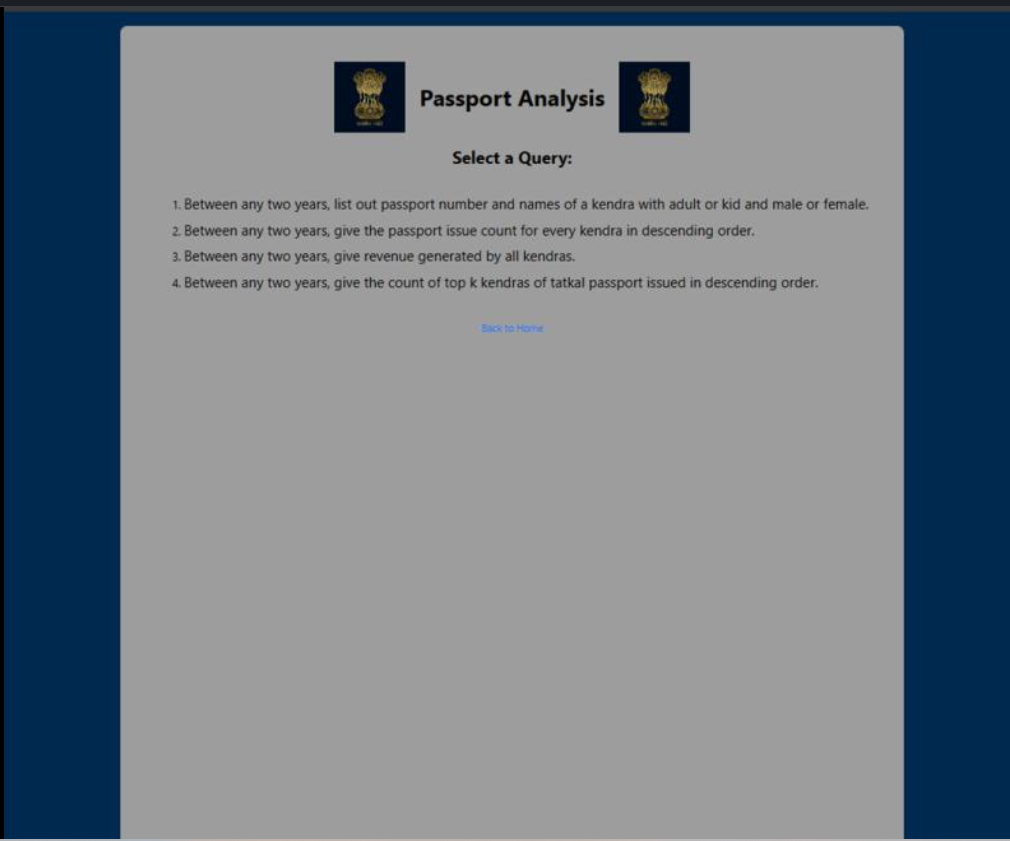 Passport Analysis
Select a Query:
1. Between any two years, list out passport number and names of a kendra with adult or kid and male or female.
2. Between any two years, give the passport issue count for every kendra in descending order.
3. Between any two years, give revenue generated by all kendras.
4. Between any two years, give the count of top k kendras of tatkal passport issued in descending order.
Back to Home